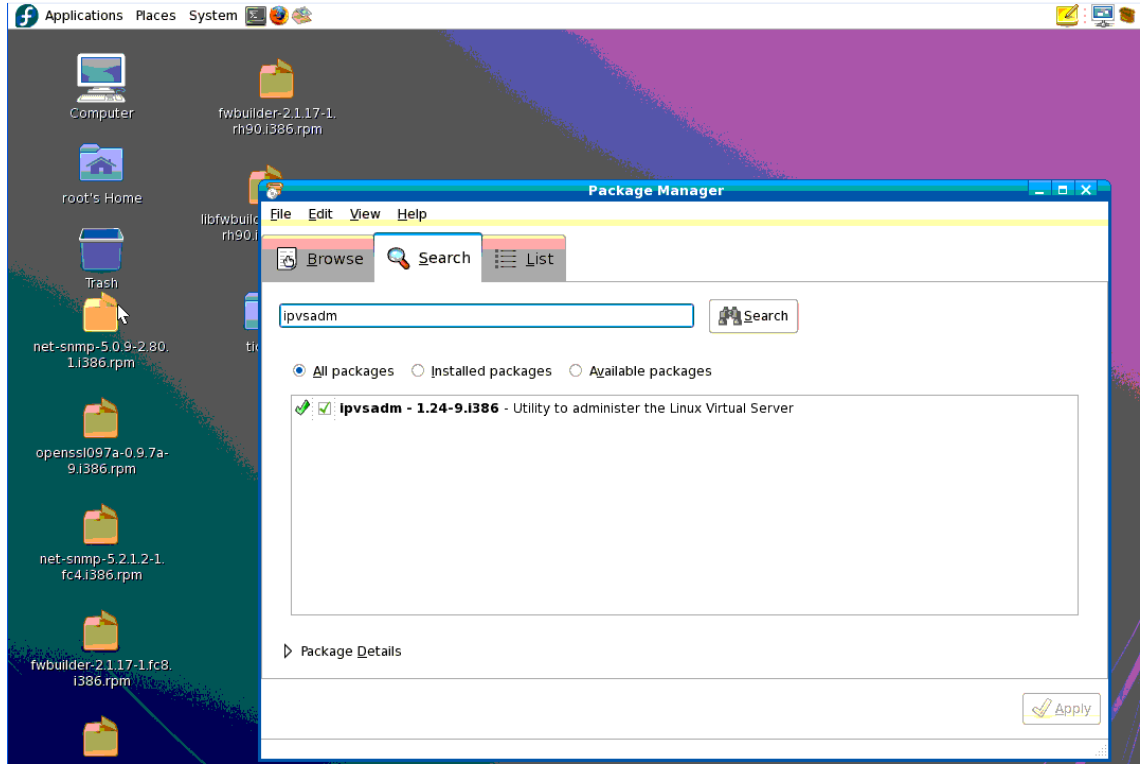 Applications Places System
Computer
root's Home
Trash
net-snmp-5.0.9-2.80.
1.i386.rpm
openssl097a-0.9.7a-
9.i386.rpm
net-snmp-5.2.1.2-1.
fc4.i386.rpm
fwbuilder-2.1.17-1.fc8.
i386.rpm
fwbuilder-2.1.17-1.
rh90.i386.rpm
libfwbuild
rh90.i
Package Manager
File Edit View Help
Browse Search List
ipvsadm Search
All packages Installed packages Available packages
ipvsadm - 1.24-9.i386 - Utility to administer the Linux Virtual Server
Package Details
Apply